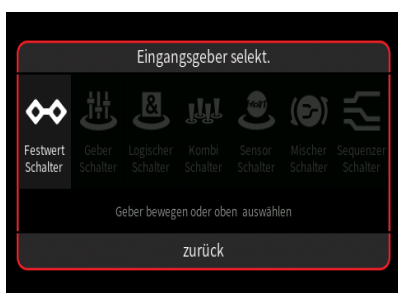 Eingangsgeber selekt.
&
Volt
Festwert Geber Logischer Kombi Sensor Mischer Sequenzer
Schalter Schalter Schalter Schalter Schalter Schalter Schalter
Geber bewegen oder oben auswählen
zurück